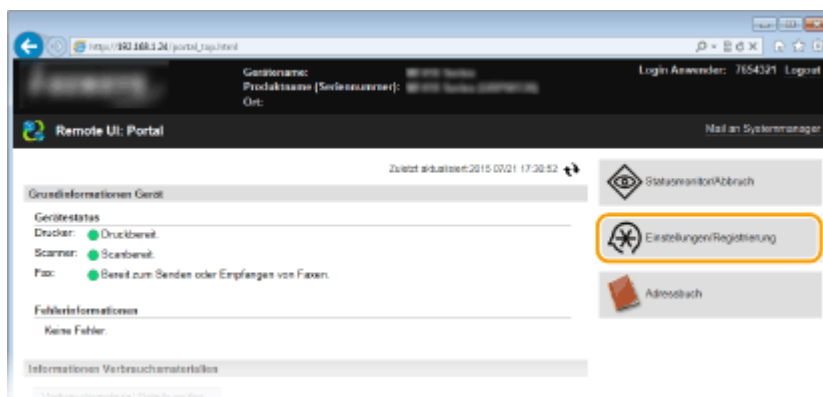 http://192.168.1.24/portal_top.html
Gerätename:
Produktname (Seriennummer):
Ort:
Login Anwender: 7654321 Logout
Remote UI: Portal
Mail an Systemmanager
Zuletzt aktualisiert:2015 07/21 17:30:52
Grundinformationen Gerät
Gerätestatus
Drucker: Druckbereit.
Scanner: Scanbereit.
Fax: Bereit zum Senden oder Empfangen von Faxen.
Fehlerinformationen
Keine Fehler.
Informationen Verbrauchsmaterialien
Statusmonitor/Abbruch
Einstellungen/Registrierung
Adressbuch